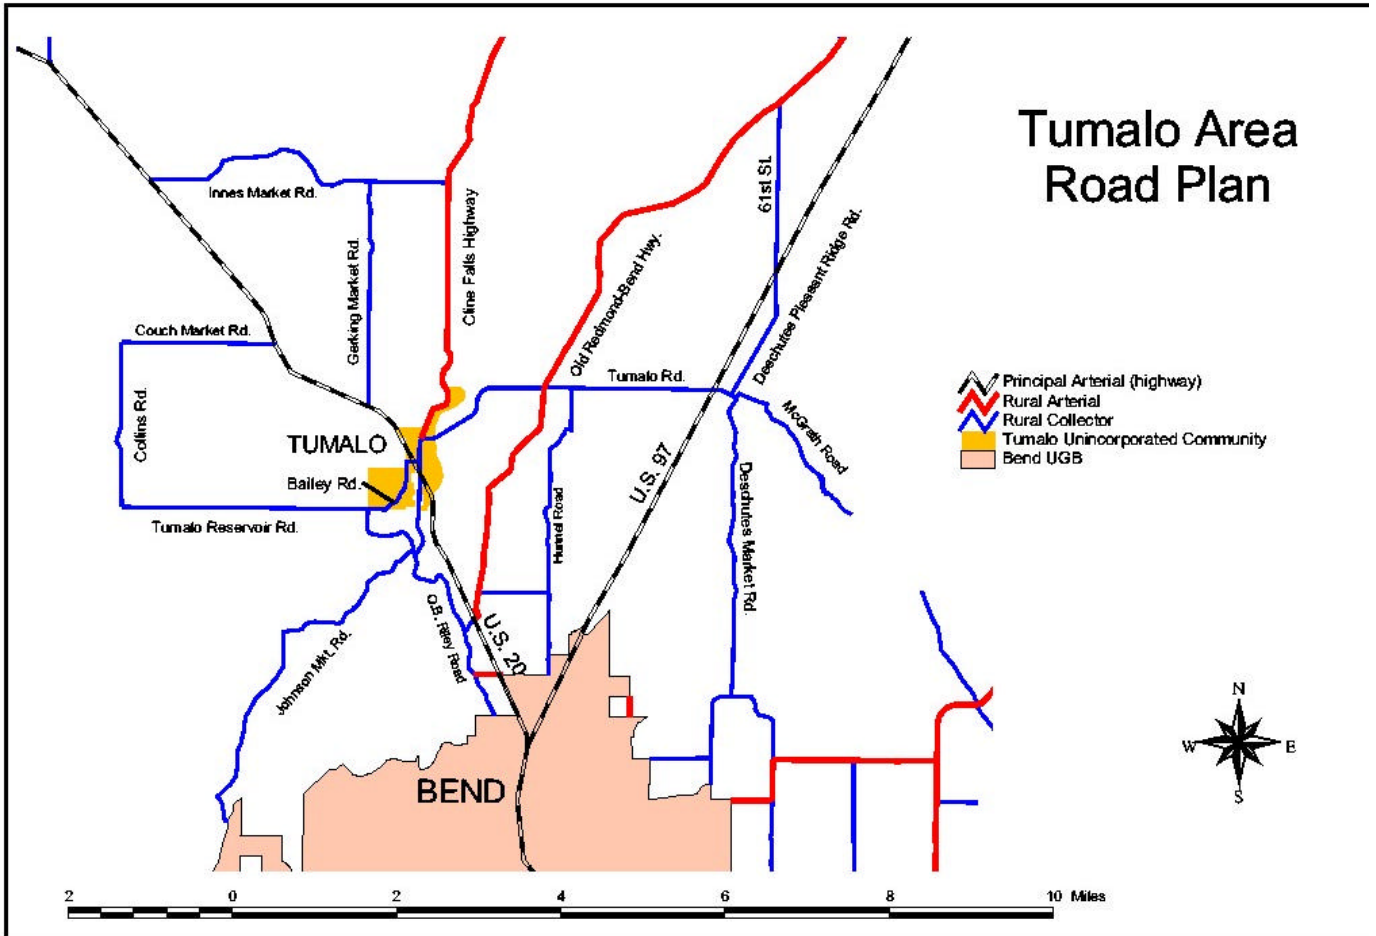 Tumalo Area
Road Plan
Innes Market Rd.
Gerking Market Rd.
Cline Falls Highway
Old Redmond-Bend Hwy.
61st St.
Deschutes Pleasant Ridge Rd.
Couch Market Rd.
Collins Rd.
TUMALO
Bailey Rd.
Tumalo Reservoir Rd.
Tumalo Rd.
McGrath Road
U.S. 97
Hunnel Road
Deschutes Market Rd.
Johnson Mkt. Rd.
O.B. Riley Road
U.S. 20
BEND
Principal Arterial (highway)
Rural Arterial
Rural Collector
Tumalo Unincorporated Community
Bend UGB
N
W E
S
2 0 2 4 6 8 10 Miles